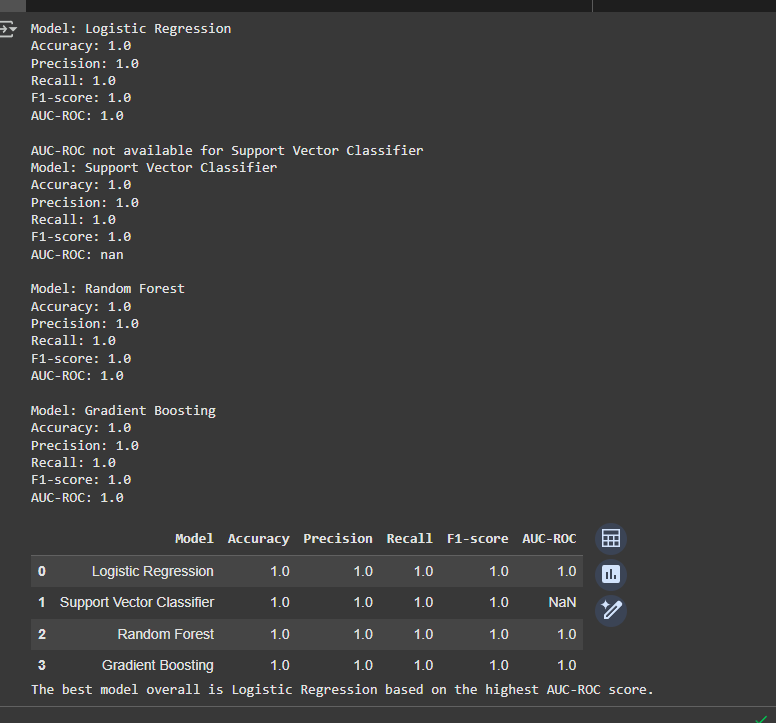 Model: Logistic Regression
Accuracy: 1.0
Precision: 1.0
Recall: 1.0
F1-score: 1.0
AUC-ROC: 1.0

AUC-ROC not available for Support Vector Classifier
Model: Support Vector Classifier
Accuracy: 1.0
Precision: 1.0
Recall: 1.0
F1-score: 1.0
AUC-ROC: nan

Model: Random Forest
Accuracy: 1.0
Precision: 1.0
Recall: 1.0
F1-score: 1.0
AUC-ROC: 1.0

Model: Gradient Boosting
Accuracy: 1.0
Precision: 1.0
Recall: 1.0
F1-score: 1.0
AUC-ROC: 1.0

Model Accuracy Precision Recall F1-score AUC-ROC
0 Logistic Regression 1.0 1.0 1.0 1.0 1.0
1 Support Vector Classifier 1.0 1.0 1.0 1.0 NaN
2 Random Forest 1.0 1.0 1.0 1.0 1.0
3 Gradient Boosting 1.0 1.0 1.0 1.0 1.0
The best model overall is Logistic Regression based on the highest AUC-ROC score.